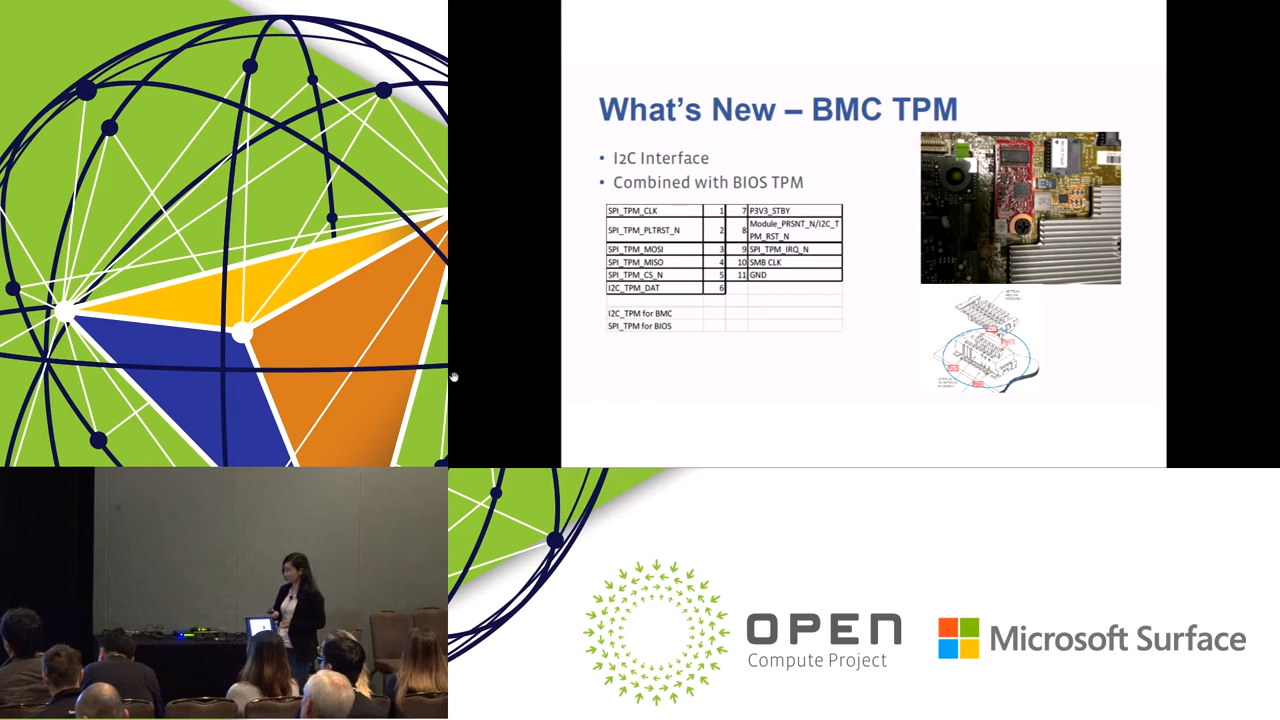 What's New – BMC TPM
• I2C Interface
• Combined with BIOS TPM
SPI_TPM_CLK 1 7 P3V3_STBY
SPI_TPM_PLTRST_N 2 8 Module_PRSNT_N/I2C_T
PM_RST_N
SPI_TPM_MOSI 3 9 SPI_TPM_IRQ_N
SPI_TPM_MISO 4 10 SMB CLK
SPI_TPM_CS_N 5 11 GND
I2C_TPM_DAT 6
I2C_TPM for BMC
SPI_TPM for BIOS
OPEN
Compute Project
Microsoft Surface